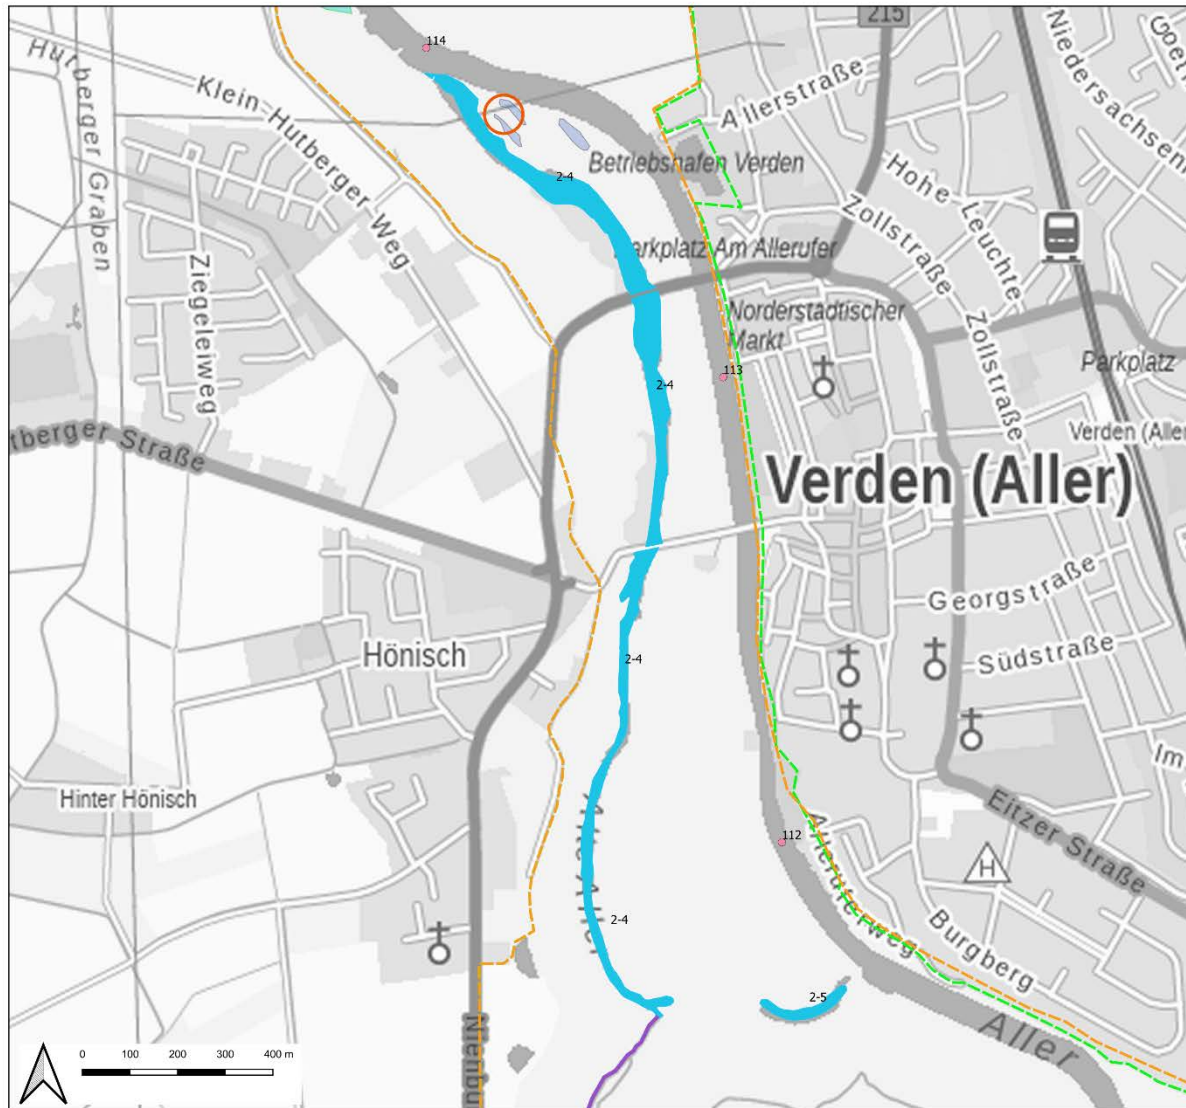 215
114
Hutberger Graben
Klein Hutberger Weg
Allerstraße
Niedersachsen
Goet
Betriebshafen Verden
Hohe Leuchte
2-4
Zollstraße
Ziegeleiweg
Parkplatz Am Allerufer
Norderstädtischer
Markt
Zollstraße
Parkplatz
113
2-4
tberger Straße
Verden (Aller
Verden (Aller)
Georgstraße
Hönisch
2-4
Südstraße
Im
Hinter Hönisch
Eitzer Straße
112
Alleruferweg
H
Alte Aller
2-4
Burgberg
2-5
Aller
Nienbu
0 100 200 300 400 m